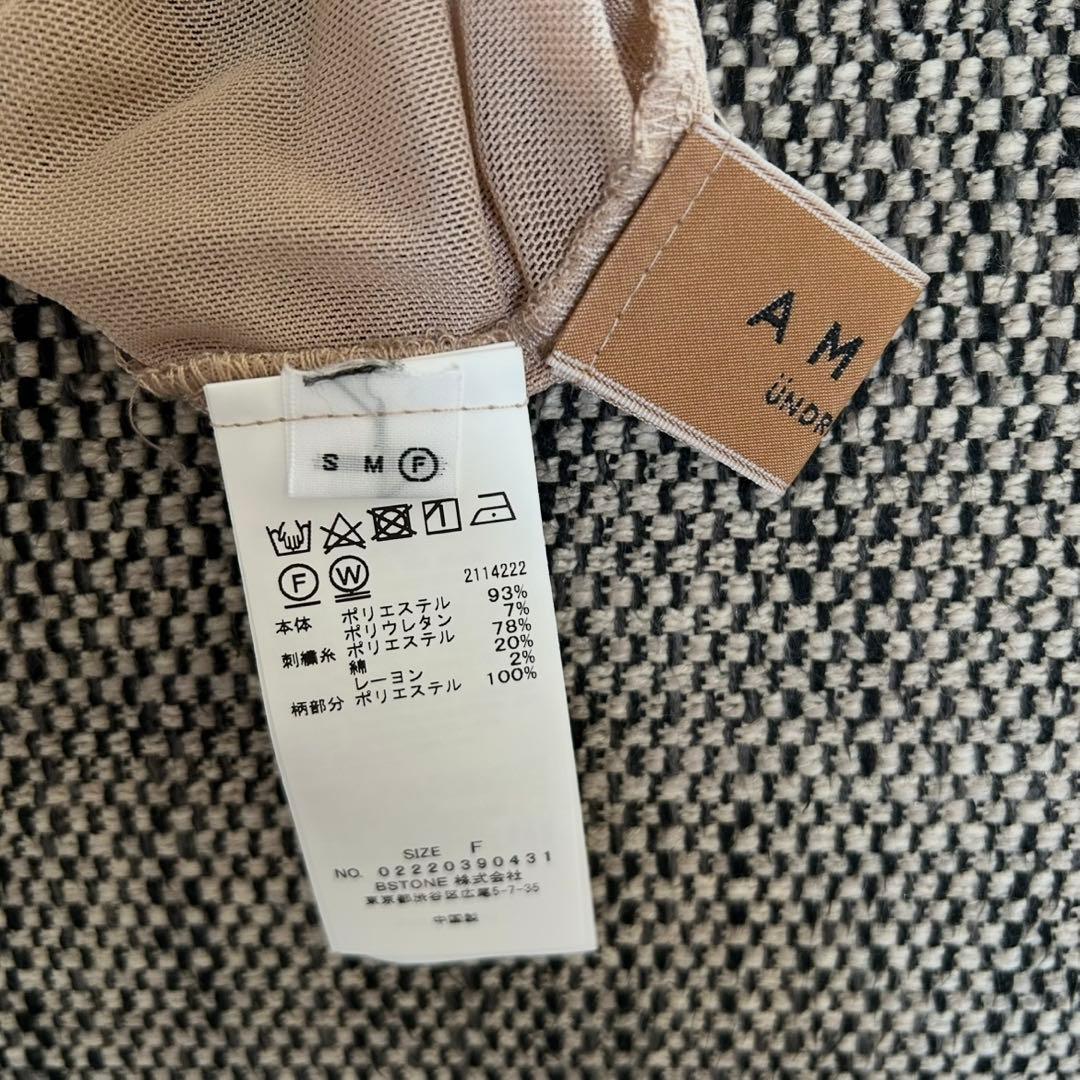 A M
ÜNDR
S M F
F W
2114222
本体 ポリエステル 93%
ポリウレタン 7%
刺繍糸 ポリエステル 78%
綿 20%
レーヨン 2%
柄部分 ポリエステル 100%
SIZE F
NO. 02220390431
BSTONE 株式会社
東京都渋谷区広尾5-7-35
中国製